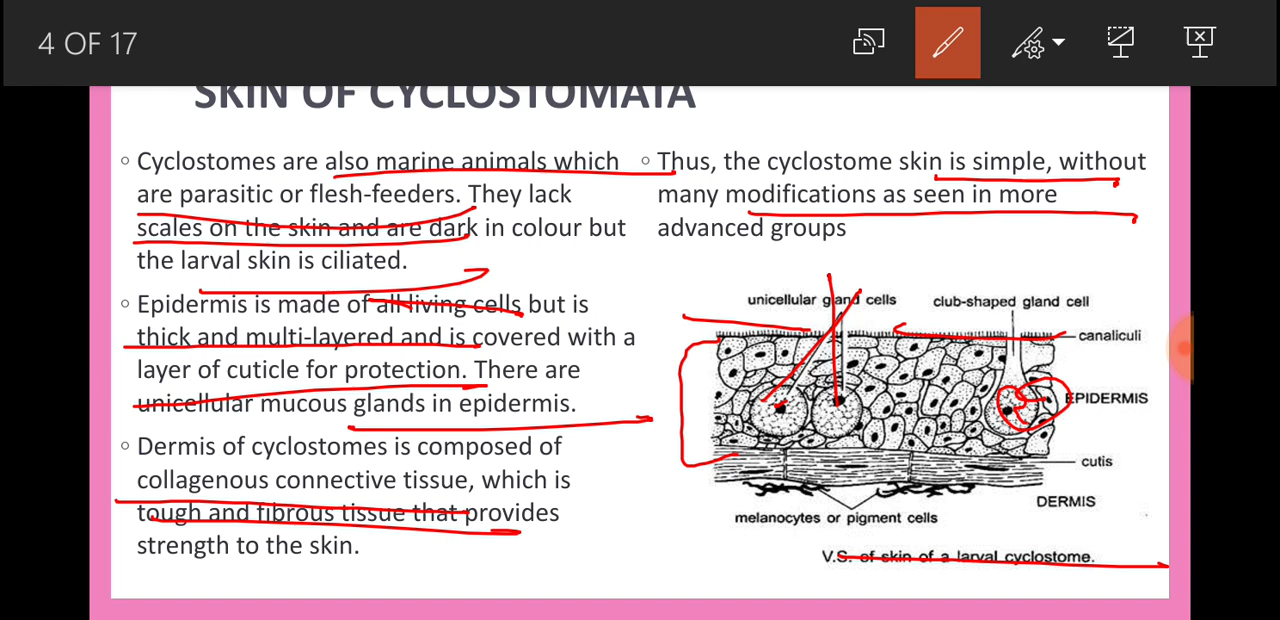 4 OF 17
SKIN OF CYCLOSTOMATA
◦ Cyclostomes are also marine animals which
are parasitic or flesh-feeders. They lack
scales on the skin and are dark in colour but
the larval skin is ciliated.
◦ Epidermis is made of all living cells but is
thick and multi-layered and is covered with a
layer of cuticle for protection. There are
unicellular mucous glands in epidermis.
◦ Dermis of cyclostomes is composed of
collagenous connective tissue, which is
tough and fibrous tissue that provides
strength to the skin.
◦ Thus, the cyclostome skin is simple, without
many modifications as seen in more
advanced groups
unicellular gland cells
club-shaped gland cell
canaliculi
EPIDERMIS
cutis
DERMIS
melanocytes or pigment cells
V.S. of skin of a larval cyclostome.